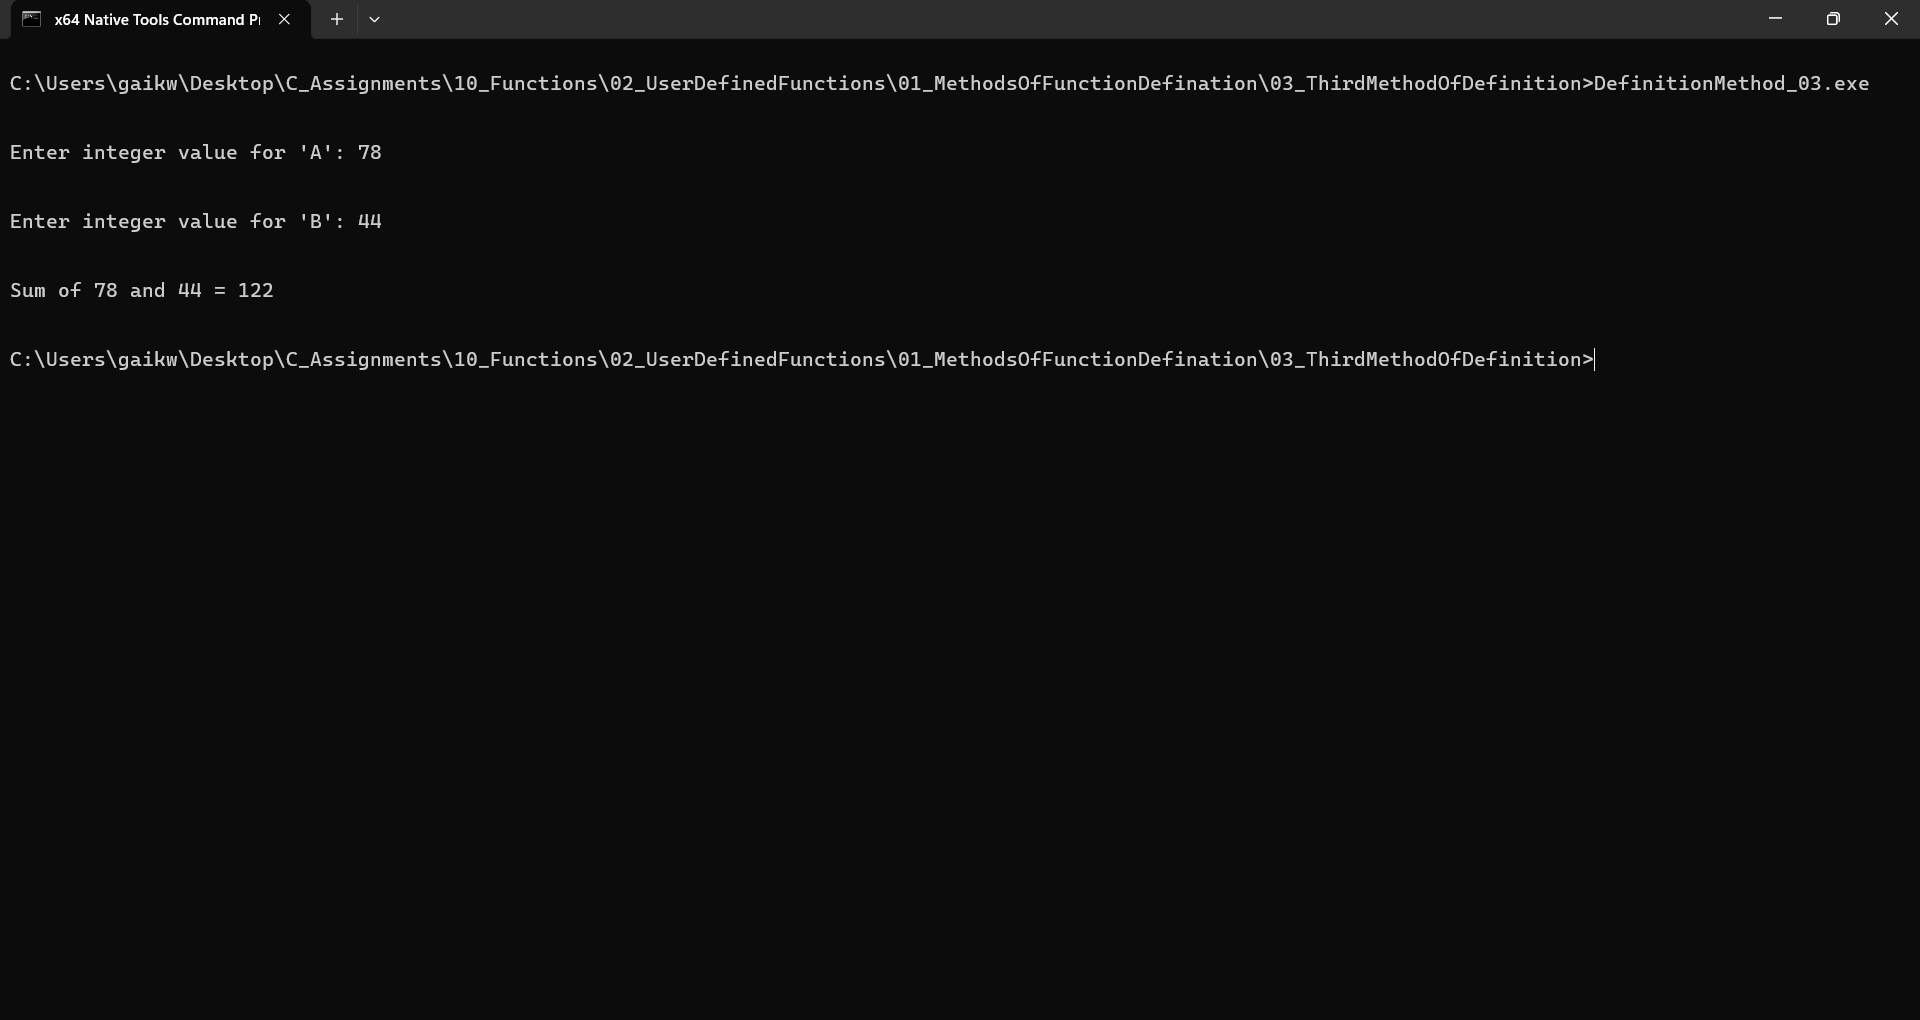 x64 Native Tools Command P
C:\Users\gaikw\Desktop\C_Assignments\10_Functions\02_UserDefinedFunctions\01_MethodsOfFunctionDefination\03_ThirdMethodOfDefinition>DefinitionMethod_03.exe
Enter integer value for 'A': 78
Enter integer value for 'B': 44
Sum of 78 and 44 = 122
C:\Users\gaikw\Desktop\C_Assignments\10_Functions\02_UserDefinedFunctions\01_MethodsOfFunctionDefination\03_ThirdMethodOfDefinition>